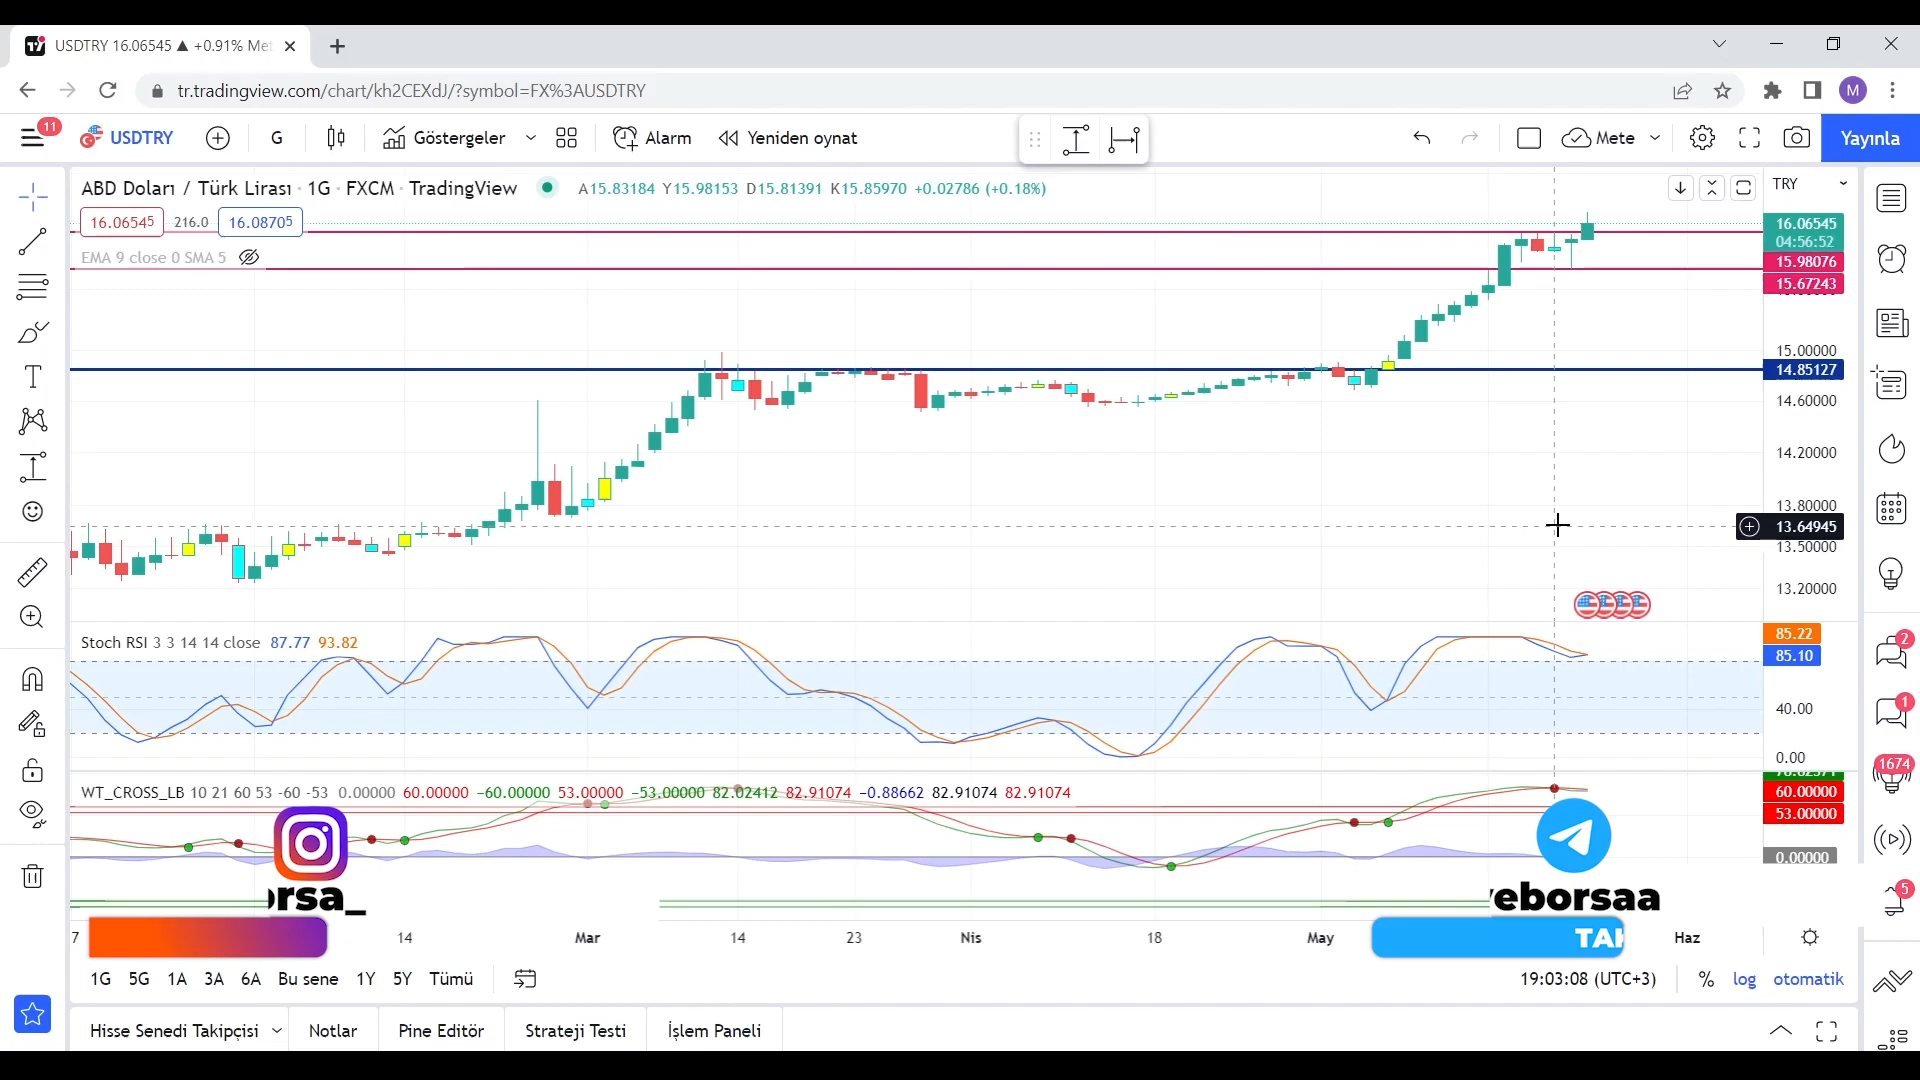 USDTRY 16.06545 ▲ +0.91% Met
tr.tradingview.com/chart/kh2CEXdJ/?symbol=FX%3AUSDTRY
M
11
USDTRY
G
Göstergeler
Alarm
Yeniden oynat
Mete
Yayınla
ABD Doları / Türk Lirası · 1G · FXCM · TradingView
A15.83184 Y15.98153 D15.81391 K15.85970 +0.02786 (+0.18%)
TRY
16.06545
216.0
16.08705
EMA 9 close 0 SMA 5
16.06545
04:56:52
15.98076
15.67243
15.00000
14.85127
14.60000
14.20000
13.80000
13.64945
13.50000
13.20000
Stoch RSI 3 3 14 14 close 87.77 93.82
85.22
85.10
40.00
0.00
WT_CROSS_LB 10 21 60 53 -60 -53 0.00000 60.00000 −60.00000 53.00000 −53.00000 82.02412 82.91074 −0.88662 82.91074 82.91074
60.00000
53.00000
0.00000
2
1
1674
5
orsa_
eborsaa
TAK
7
14
Mar
14
23
Nis
18
May
Haz
1G 5G 1A 3A 6A Bu sene 1Y 5Y Tümü
19:03:08 (UTC+3)
% log otomatik
Hisse Senedi Takipçisi
Notlar
Pine Editör
Strateji Testi
İşlem Paneli